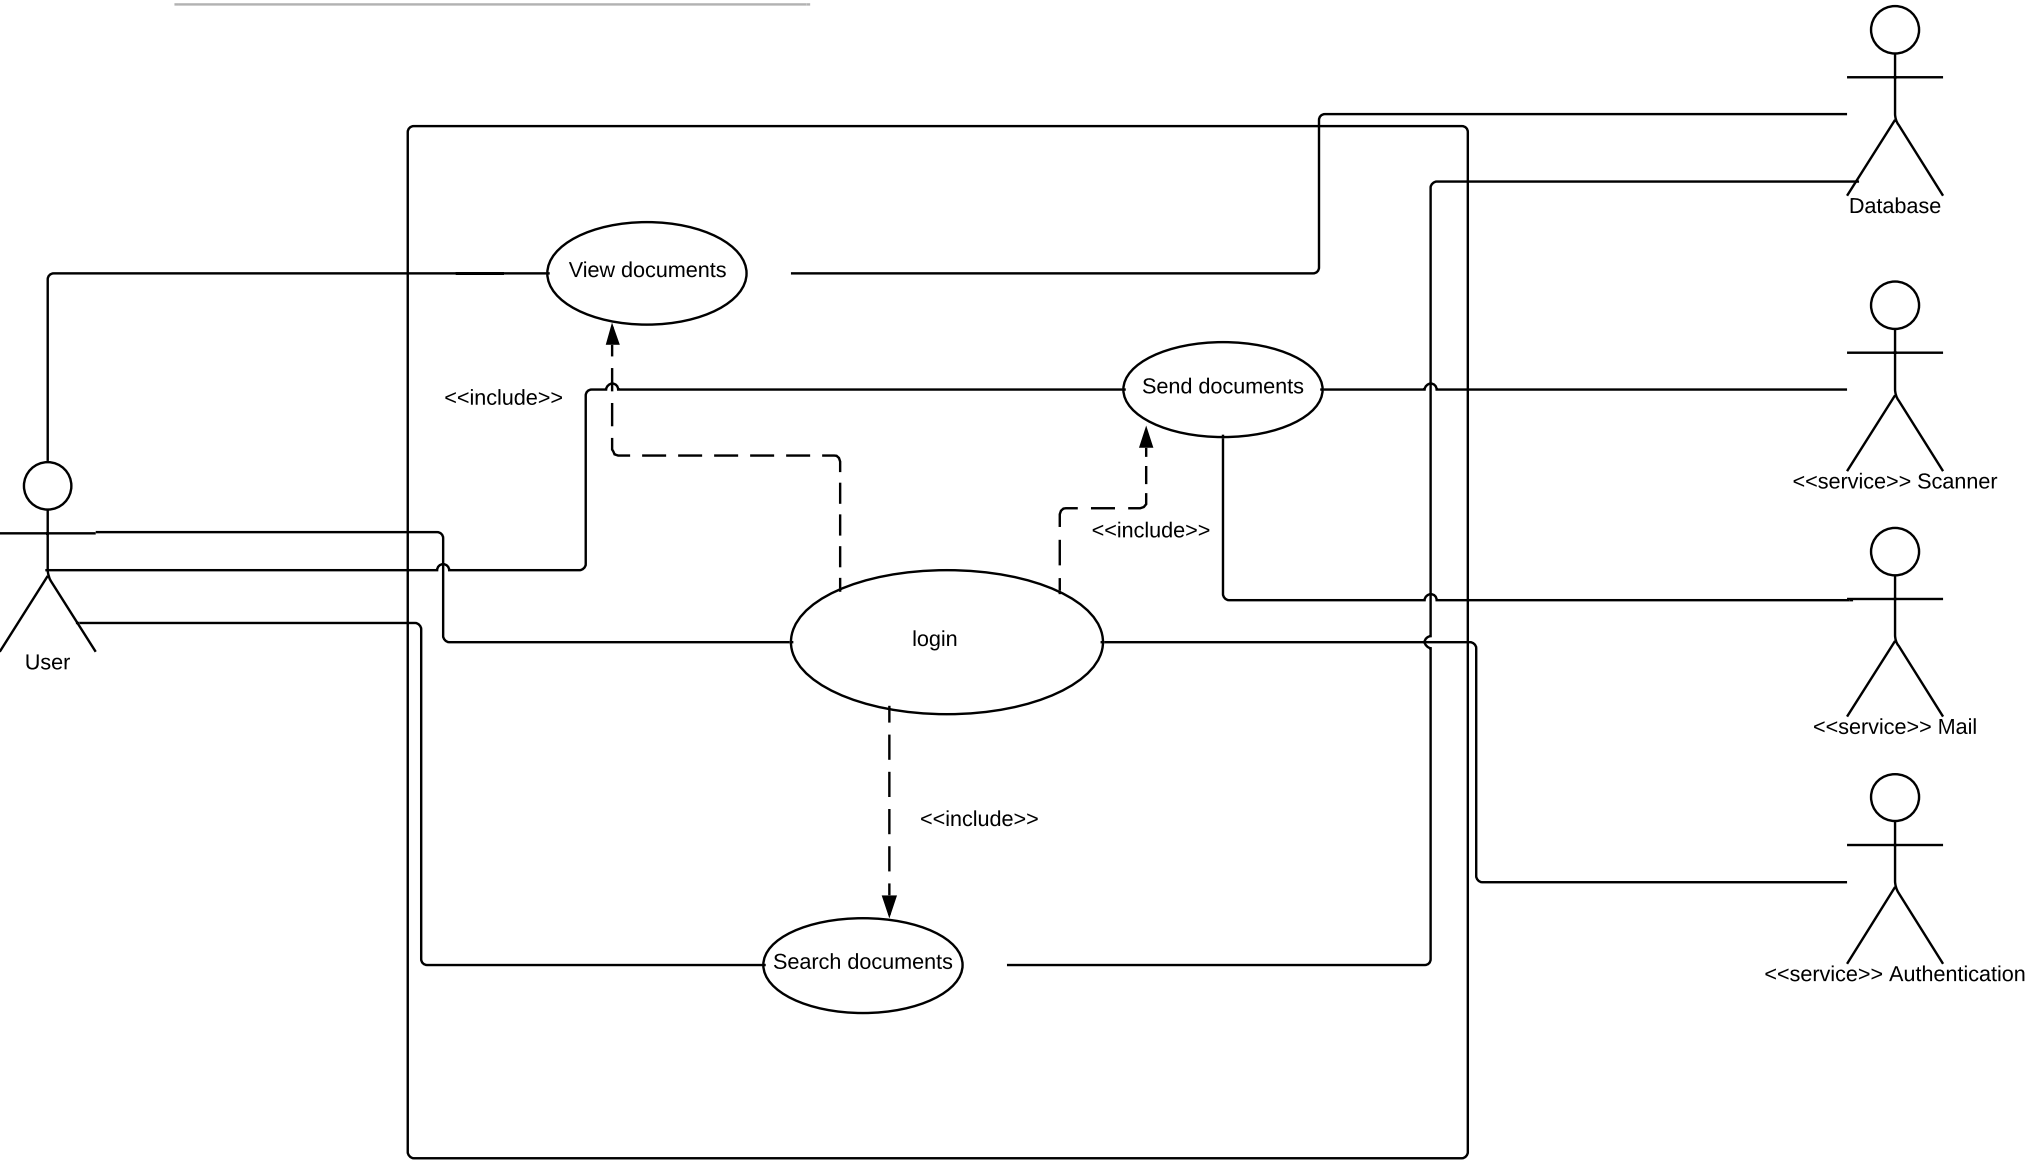 Database
View documents
Send documents
<<include>>
<<service>> Scanner
<<include>>
login
User
<<service>> Mail
<<include>>
Search documents
<<service>> Authentication